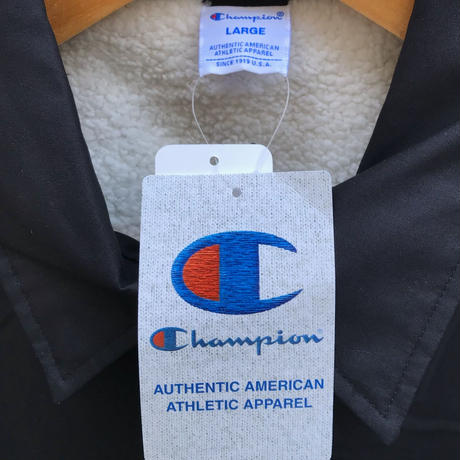 Champion
LARGE
AUTHENTIC AMERICAN
ATHLETIC APPAREL
SINCE 1919 U.S.A.
Champion
AUTHENTIC AMERICAN
ATHLETIC APPAREL